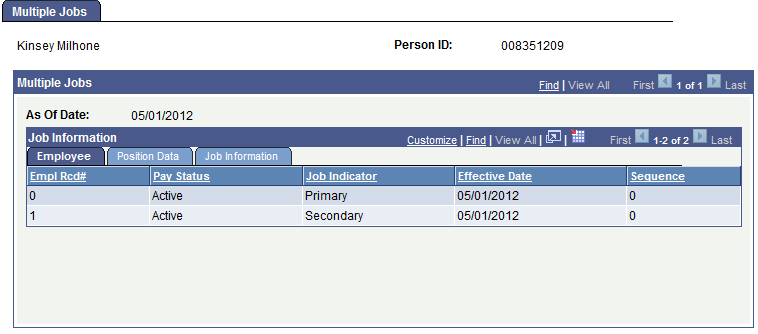 Multiple Jobs
Kinsey Milhone Person ID: 008351209
Multiple Jobs Find | View All First 1 of 1 Last
As Of Date: 05/01/2012
Job Information Customize | Find | View All | | First 1-2 of 2 Last
Employee Position Data Job Information
Empl Rcd# Pay Status Job Indicator Effective Date Sequence
0 Active Primary 05/01/2012 0
1 Active Secondary 05/01/2012 0